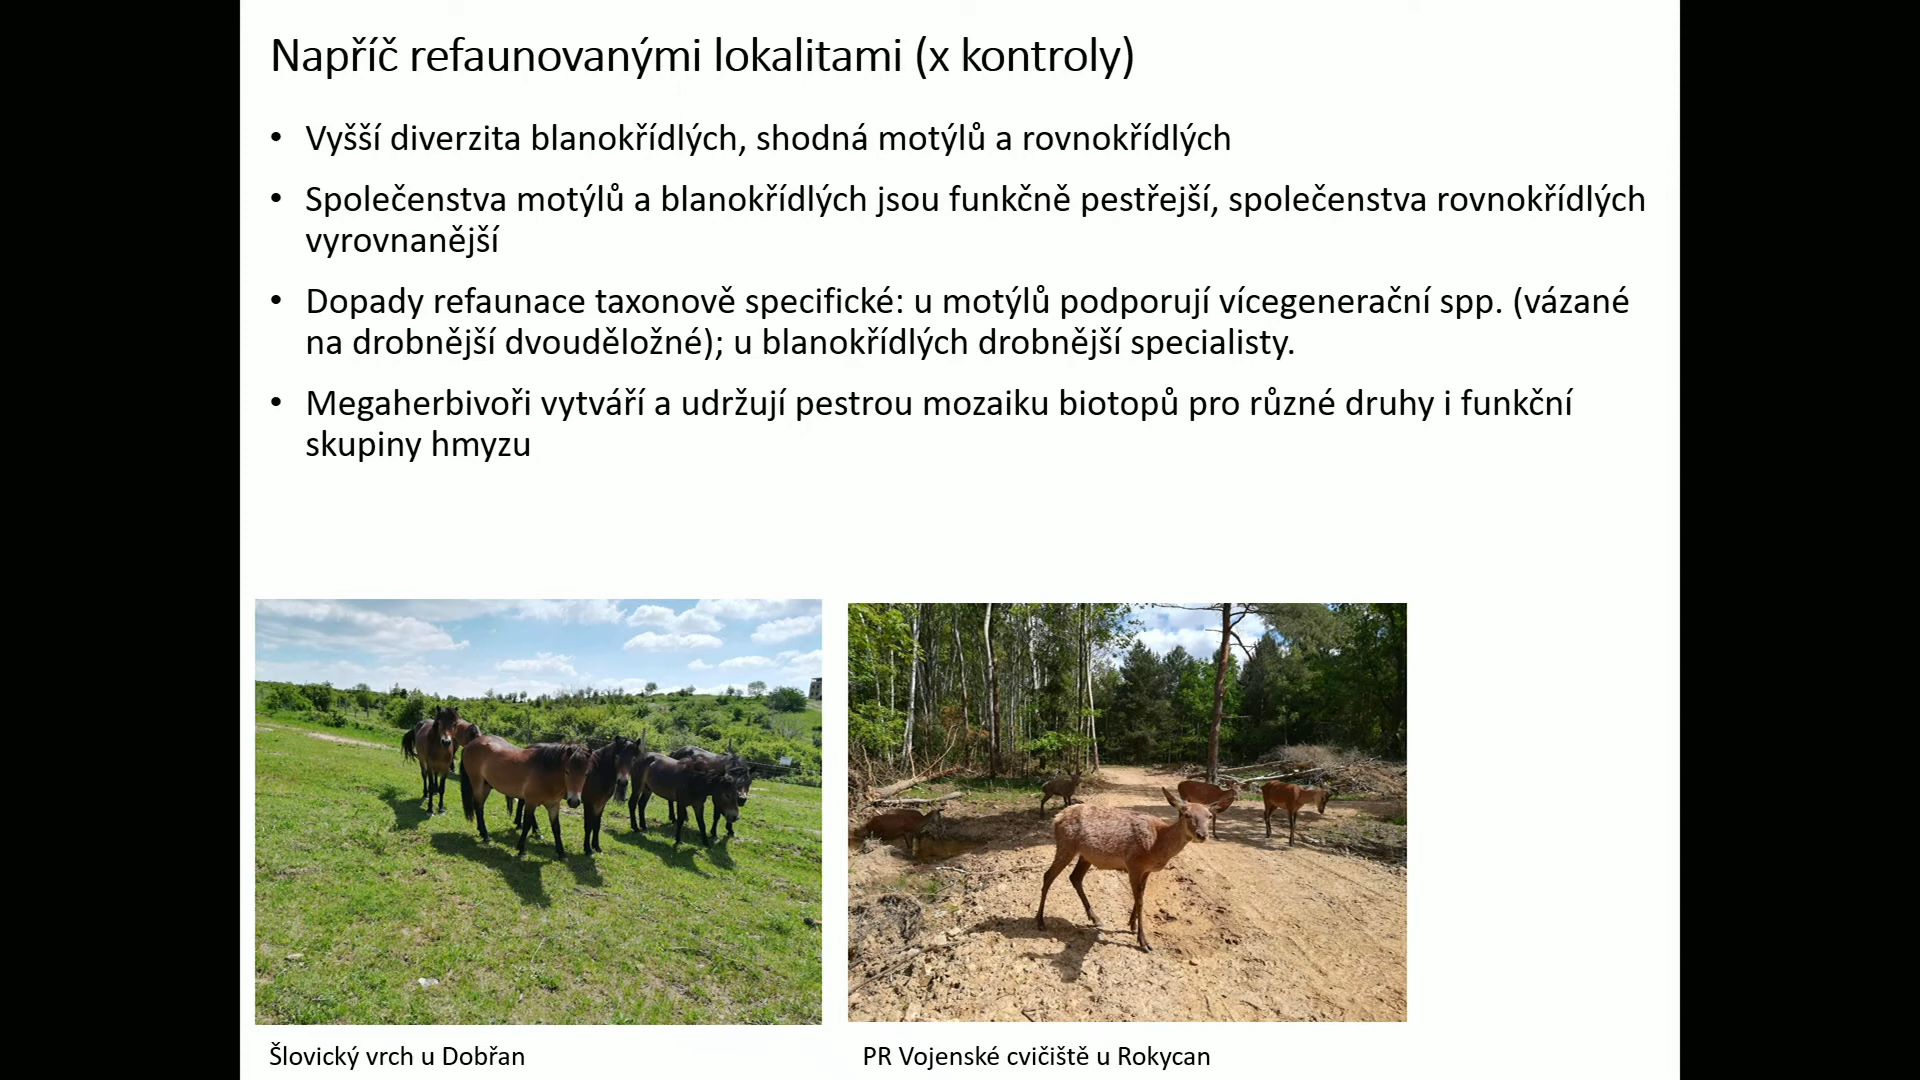 Napříč refaunovanými lokalitami (x kontroly)
• Vyšší diverzita blanokřídlých, shodná motýlů a rovnokřídlých
• Společenstva motýlů a blanokřídlých jsou funkčně pestřejší, společenstva rovnokřídlých
vyrovnanější
• Dopady refaunace taxonově specifické: u motýlů podporují vícegenerační spp. (vázané
na drobnější dvouděložné); u blanokřídlých drobnější specialisty.
• Megaherbivoři vytváří a udržují pestrou mozaiku biotopů pro různé druhy i funkční
skupiny hmyzu
Šlovický vrch u Dobřan
PR Vojenské cvičiště u Rokycan